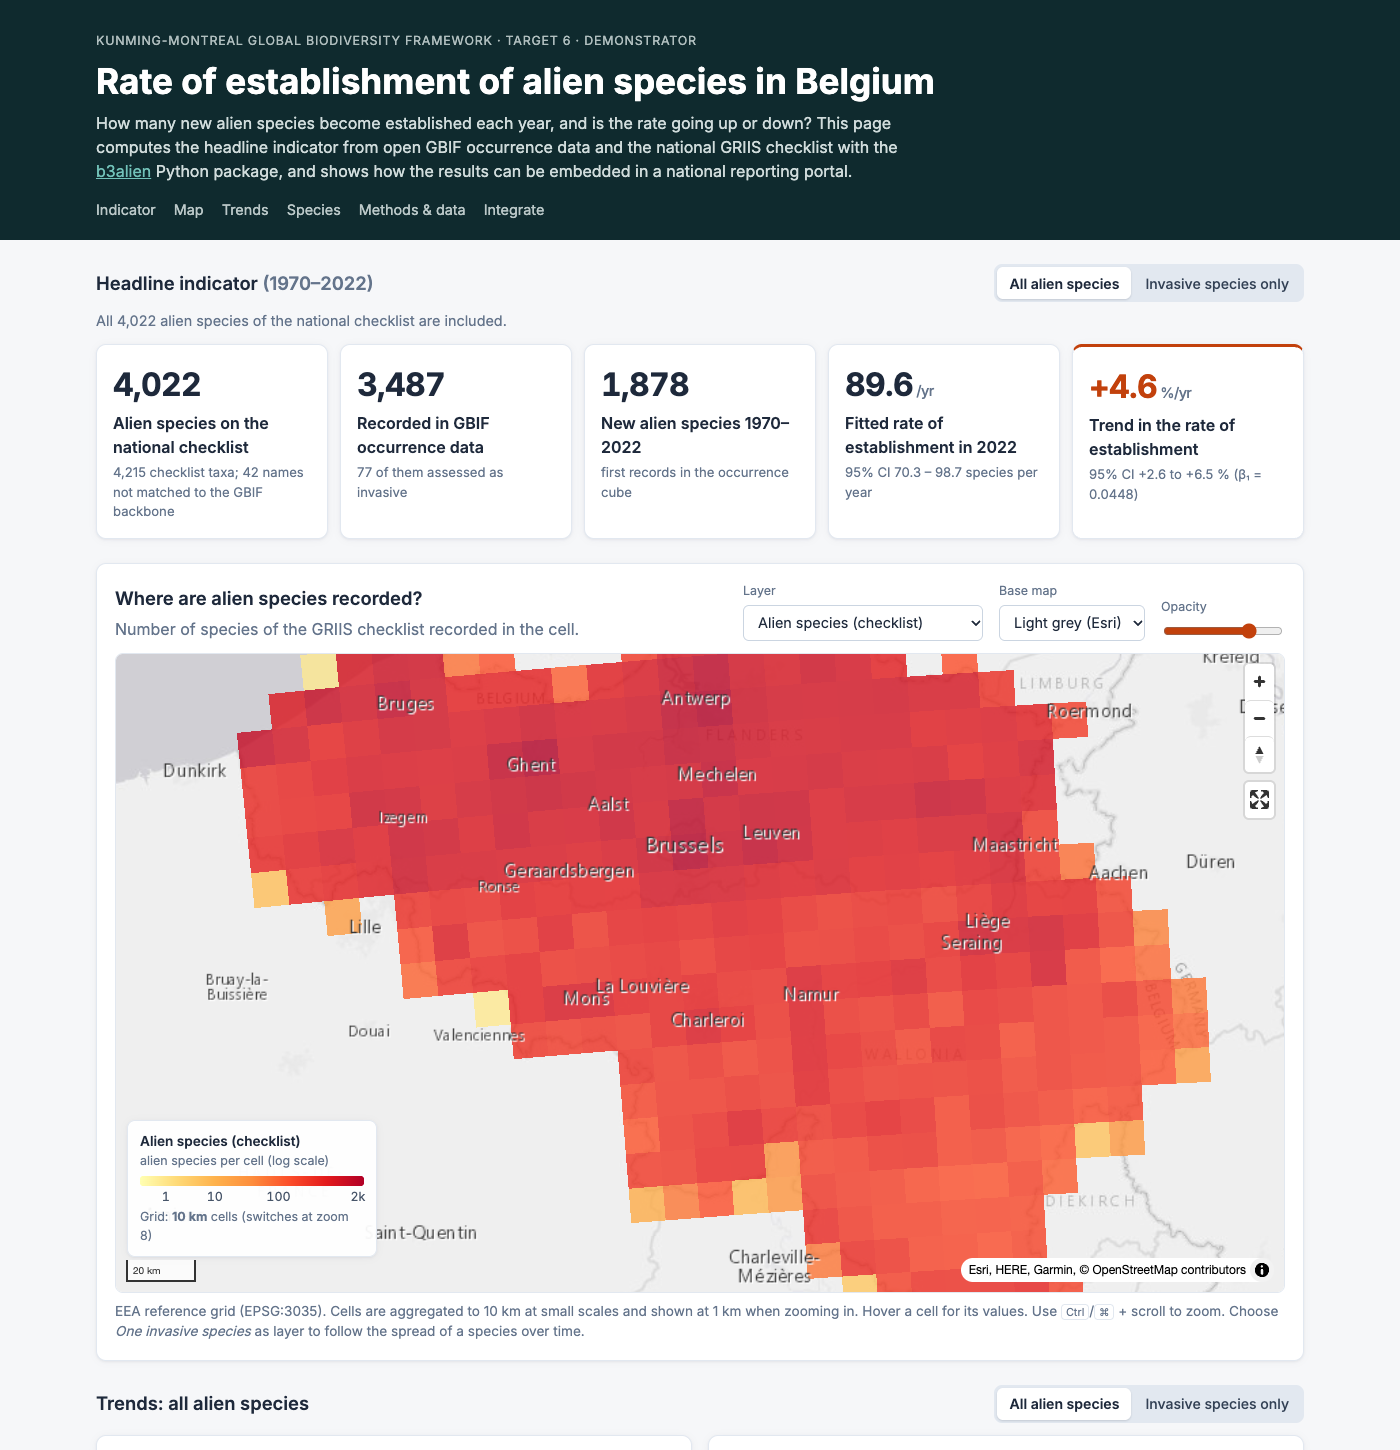 KUNMING-MONTREAL GLOBAL BIODIVERSITY FRAMEWORK · TARGET 6 · DEMONSTRATOR
Rate of establishment of alien species in Belgium
How many new alien species become established each year, and is the rate going up or down? This page
computes the headline indicator from open GBIF occurrence data and the national GRIIS checklist with the
b3alien Python package, and shows how the results can be embedded in a national reporting portal.
Indicator Map Trends Species Methods & data Integrate
Headline indicator (1970–2022)
All alien species Invasive species only
All 4,022 alien species of the national checklist are included.
4,022
Alien species on the
national checklist
4,215 checklist taxa; 42 names
not matched to the GBIF
backbone
3,487
Recorded in GBIF
occurrence data
77 of them assessed as
invasive
1,878
New alien species 1970–
2022
first records in the occurrence
cube
89.6 /yr
Fitted rate of
establishment in 2022
95% CI 70.3 – 98.7 species per
year
+4.6 %/yr
Trend in the rate of
establishment
95% CI +2.6 to +6.5 % (β₁ =
0.0448)
Where are alien species recorded?
Number of species of the GRIIS checklist recorded in the cell.
Layer
Alien species (checklist)
Base map
Light grey (Esri)
Opacity
Krefeld
LIMBURG
BELGIUM
Bruges
Antwerp
Roermond
FLANDERS
Dunkirk
Ghent
Mechelen
Aalst
Izegem
Brussels
Leuven
Maastricht
Düren
Geraardsbergen
Aachen
Ronse
Lille
Liège
Seraing
GERMANY
BELGIUM
Bruay-la-
Buissière
La Louvière
Mons
Namur
Charleroi
Douai
Valenciennes
WALLONIA
DIEKIRCH
Saint-Quentin
Charleville-
Mézières
Alien species (checklist)
alien species per cell (log scale)
1 10 100 2k
Grid: 10 km cells (switches at zoom
8)
20 km
Esri, HERE, Garmin, © OpenStreetMap contributors
EEA reference grid (EPSG:3035). Cells are aggregated to 10 km at small scales and shown at 1 km when zooming in. Hover a cell for its values. Use Ctrl/⌘ + scroll to zoom. Choose
One invasive species as layer to follow the spread of a species over time.
Trends: all alien species
All alien species Invasive species only